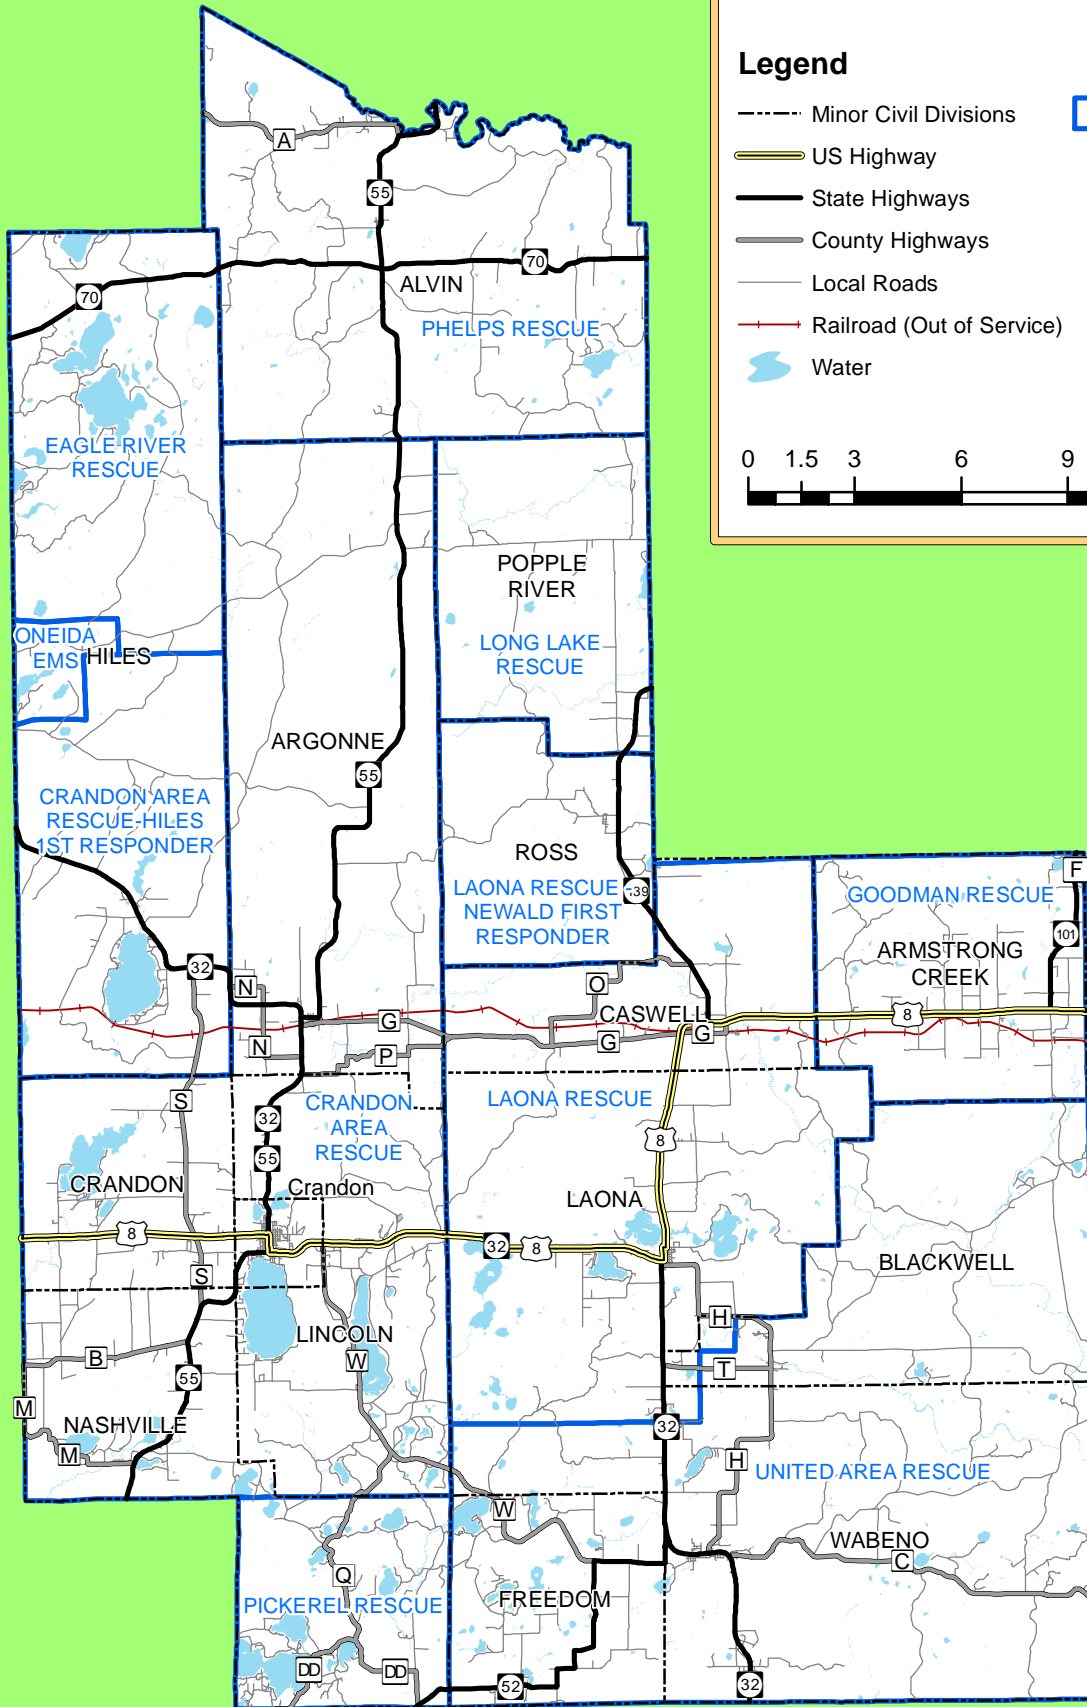 Legend
Minor Civil Divisions
US Highway
State Highways
County Highways
Local Roads
Railroad (Out of Service)
Water
0 1.5 3 6 9
A
55
70
70
ALVIN
PHELPS RESCUE
EAGLE RIVER
RESCUE
POPPLE
RIVER
LONG LAKE
RESCUE
ONEIDA
EMS
HILES
ARGONNE
55
CRANDON AREA
RESCUE-HILES
1ST RESPONDER
ROSS
LAONA RESCUE -
NEWALD FIRST
RESPONDER
139
F
GOODMAN RESCUE
101
ARMSTRONG
CREEK
32
N
O
CASWELL
G
G
G
8
N
P
S
32
CRANDON
AREA
RESCUE
LAONA RESCUE
8
55
CRANDON
Crandon
LAONA
8
32
8
S
BLACKWELL
H
LINCOLN
B
W
T
55
M
NASHVILLE
M
32
H
UNITED AREA RESCUE
W
WABENO
C
Q
FREEDOM
PICKEREL RESCUE
DD
DD
52
32